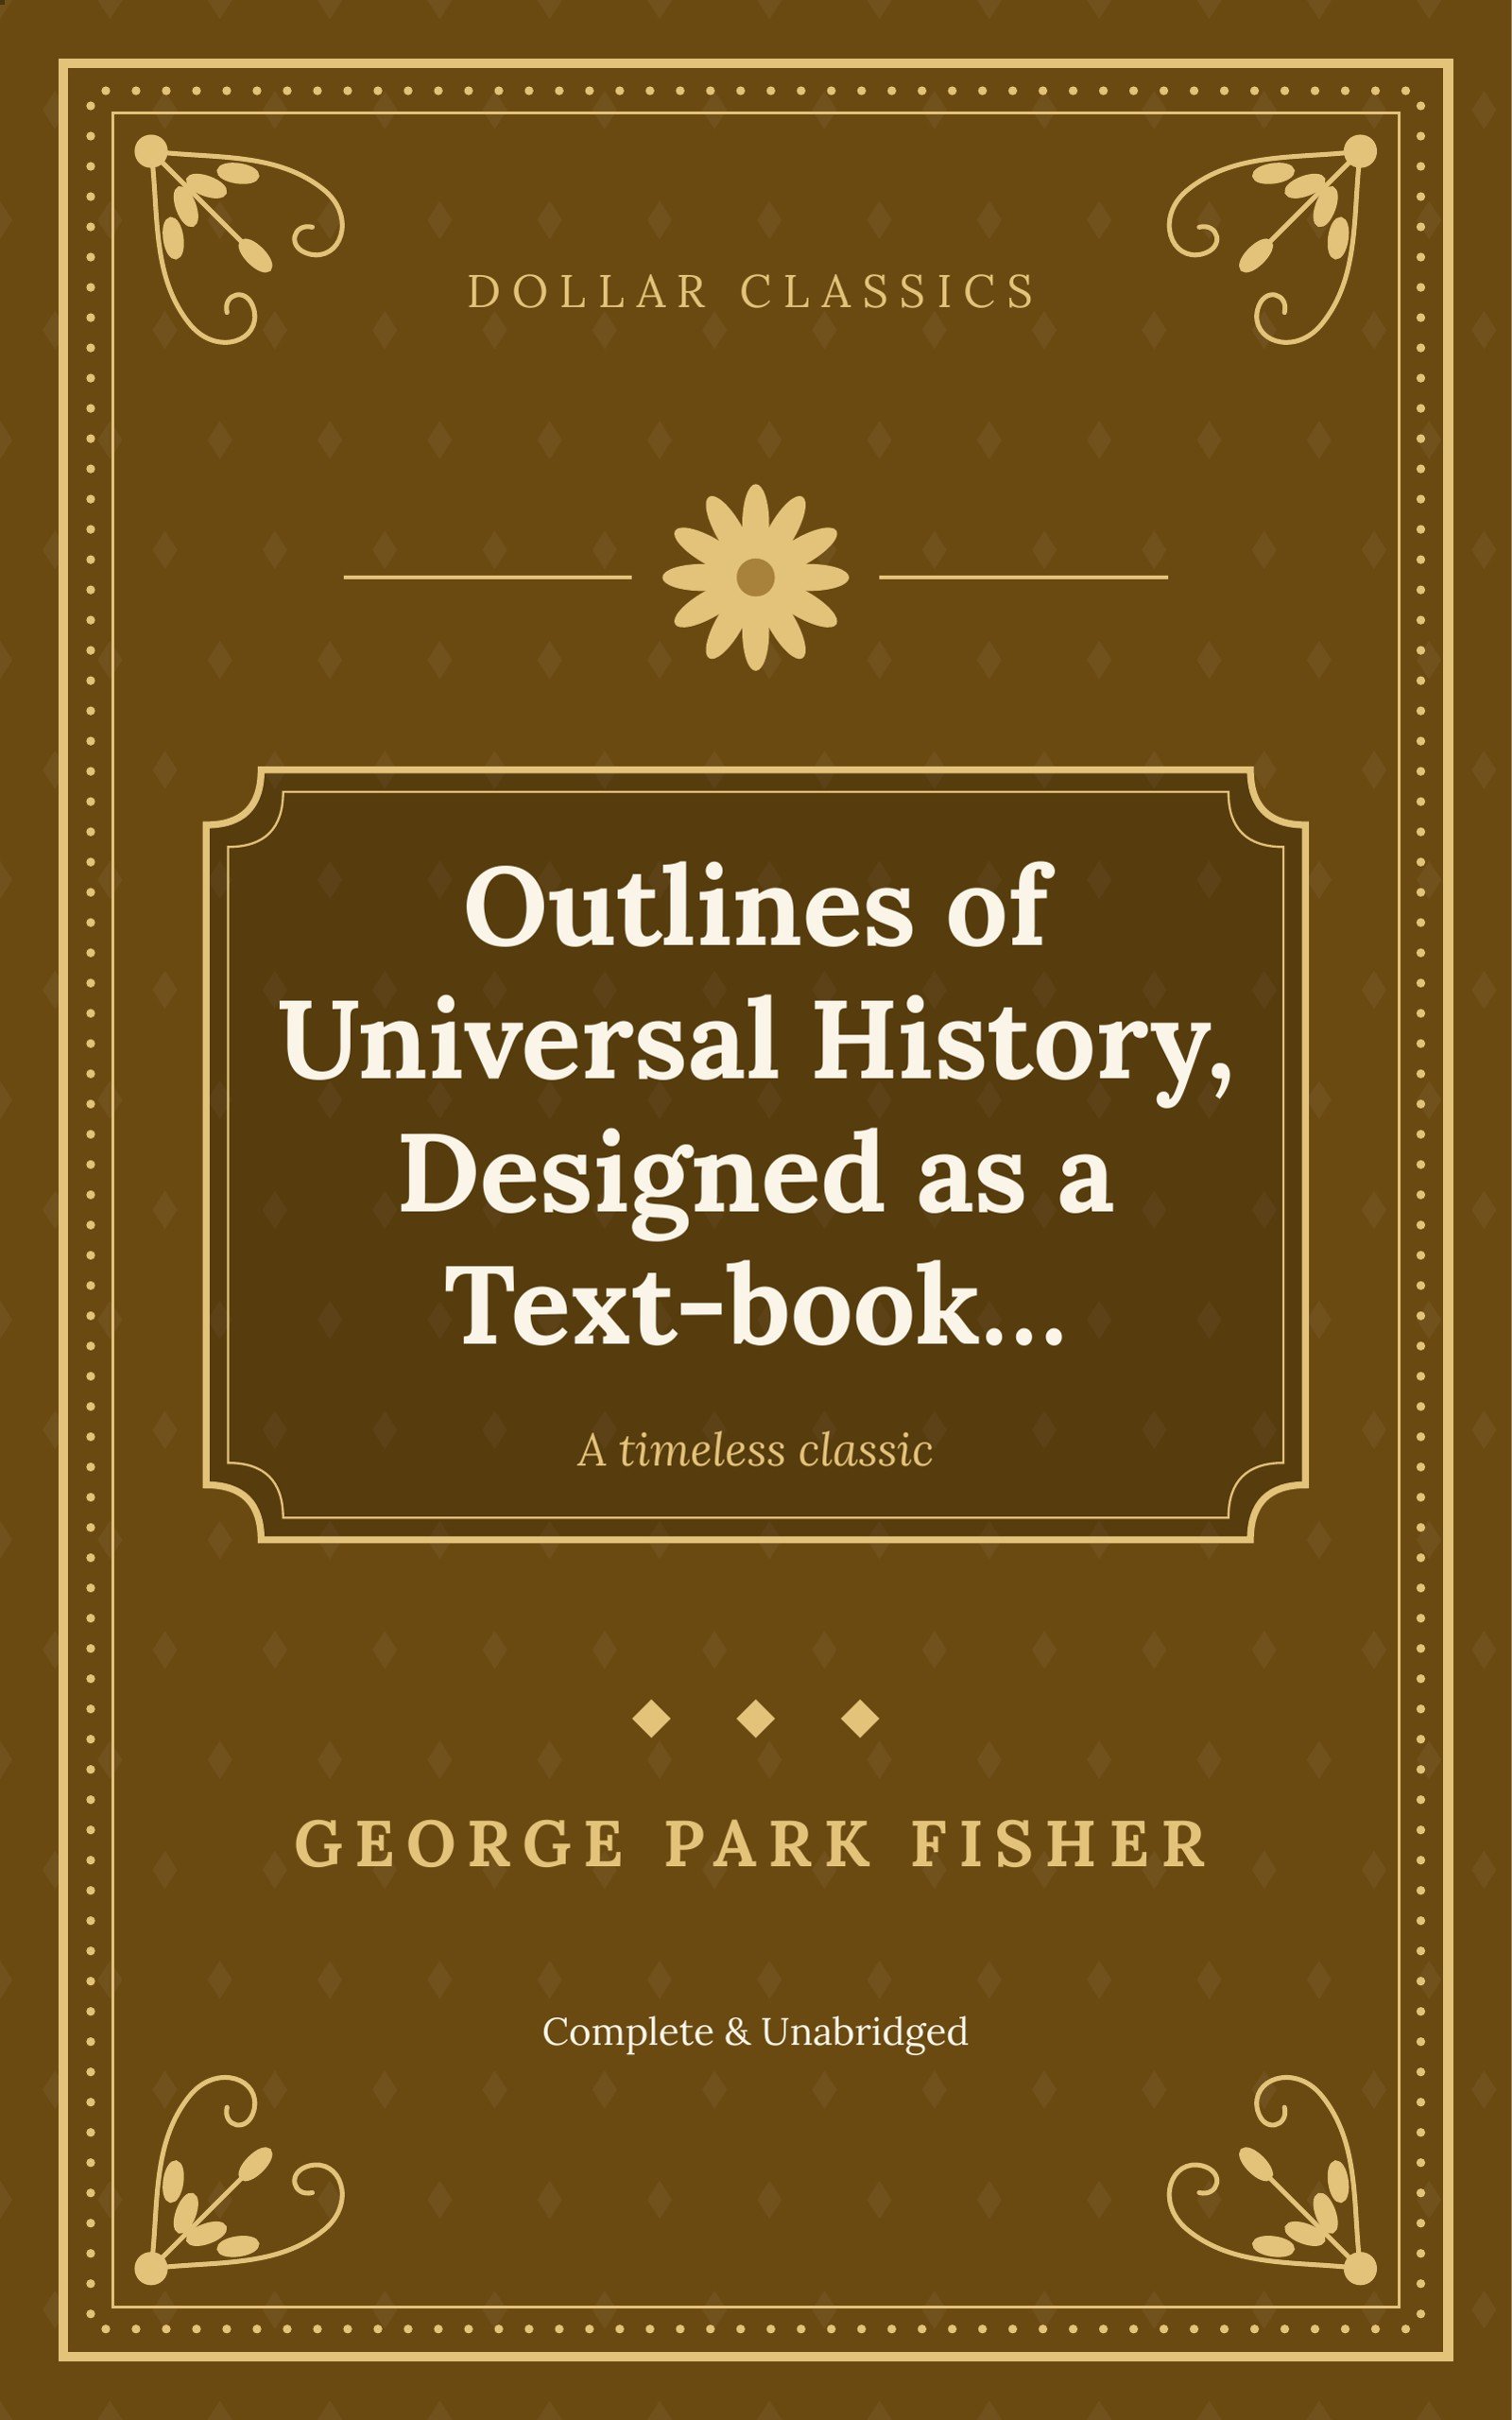 DOLLAR CLASSICS
Outlines of
Universal History,
Designed as a
Text-book...
A timeless classic
GEORGE PARK FISHER
Complete & Unabridged